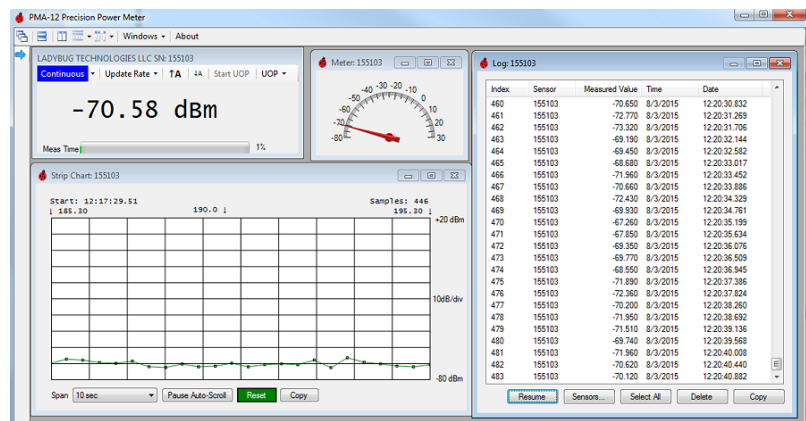 PMA-12 Precision Power Meter
Windows - About
LADYBUG TECHNOLOGIES LLC SN: 155103
Continuous Update Rate ↑A ↓A Start UOP UOP
-70.58 dBm
Meas Time 1%
Meter: 155103
-80 -70 -60 -50 -40 -30 -20 -10 0 10 20 30
Strip Chart: 155103
Start: 12:17:29.51 Samples: 446
↓ 185.30 190.0 ↓ 195.30 ↓
+20 dBm
10dB/div
-80 dBm
Span 10 sec Pause Auto-Scroll Reset Copy
Log: 155103
Index Sensor Measured Value Time Date
460 155103 -70.650 8/3/2015 12:20:30.832
461 155103 -72.770 8/3/2015 12:20:31.269
462 155103 -73.320 8/3/2015 12:20:31.706
463 155103 -69.190 8/3/2015 12:20:32.144
464 155103 -69.450 8/3/2015 12:20:32.582
465 155103 -68.680 8/3/2015 12:20:33.017
466 155103 -71.960 8/3/2015 12:20:33.452
467 155103 -70.660 8/3/2015 12:20:33.886
468 155103 -72.430 8/3/2015 12:20:34.329
469 155103 -69.930 8/3/2015 12:20:34.761
470 155103 -67.260 8/3/2015 12:20:35.199
471 155103 -67.850 8/3/2015 12:20:35.634
472 155103 -69.350 8/3/2015 12:20:36.076
473 155103 -69.770 8/3/2015 12:20:36.509
474 155103 -68.550 8/3/2015 12:20:36.945
475 155103 -71.890 8/3/2015 12:20:37.386
476 155103 -72.360 8/3/2015 12:20:37.824
477 155103 -70.200 8/3/2015 12:20:38.260
478 155103 -71.950 8/3/2015 12:20:38.692
479 155103 -71.510 8/3/2015 12:20:39.136
480 155103 -69.740 8/3/2015 12:20:39.568
481 155103 -71.960 8/3/2015 12:20:40.008
482 155103 -70.620 8/3/2015 12:20:40.440
483 155103 -70.120 8/3/2015 12:20:40.882
Resume Sensors... Select All Delete Copy